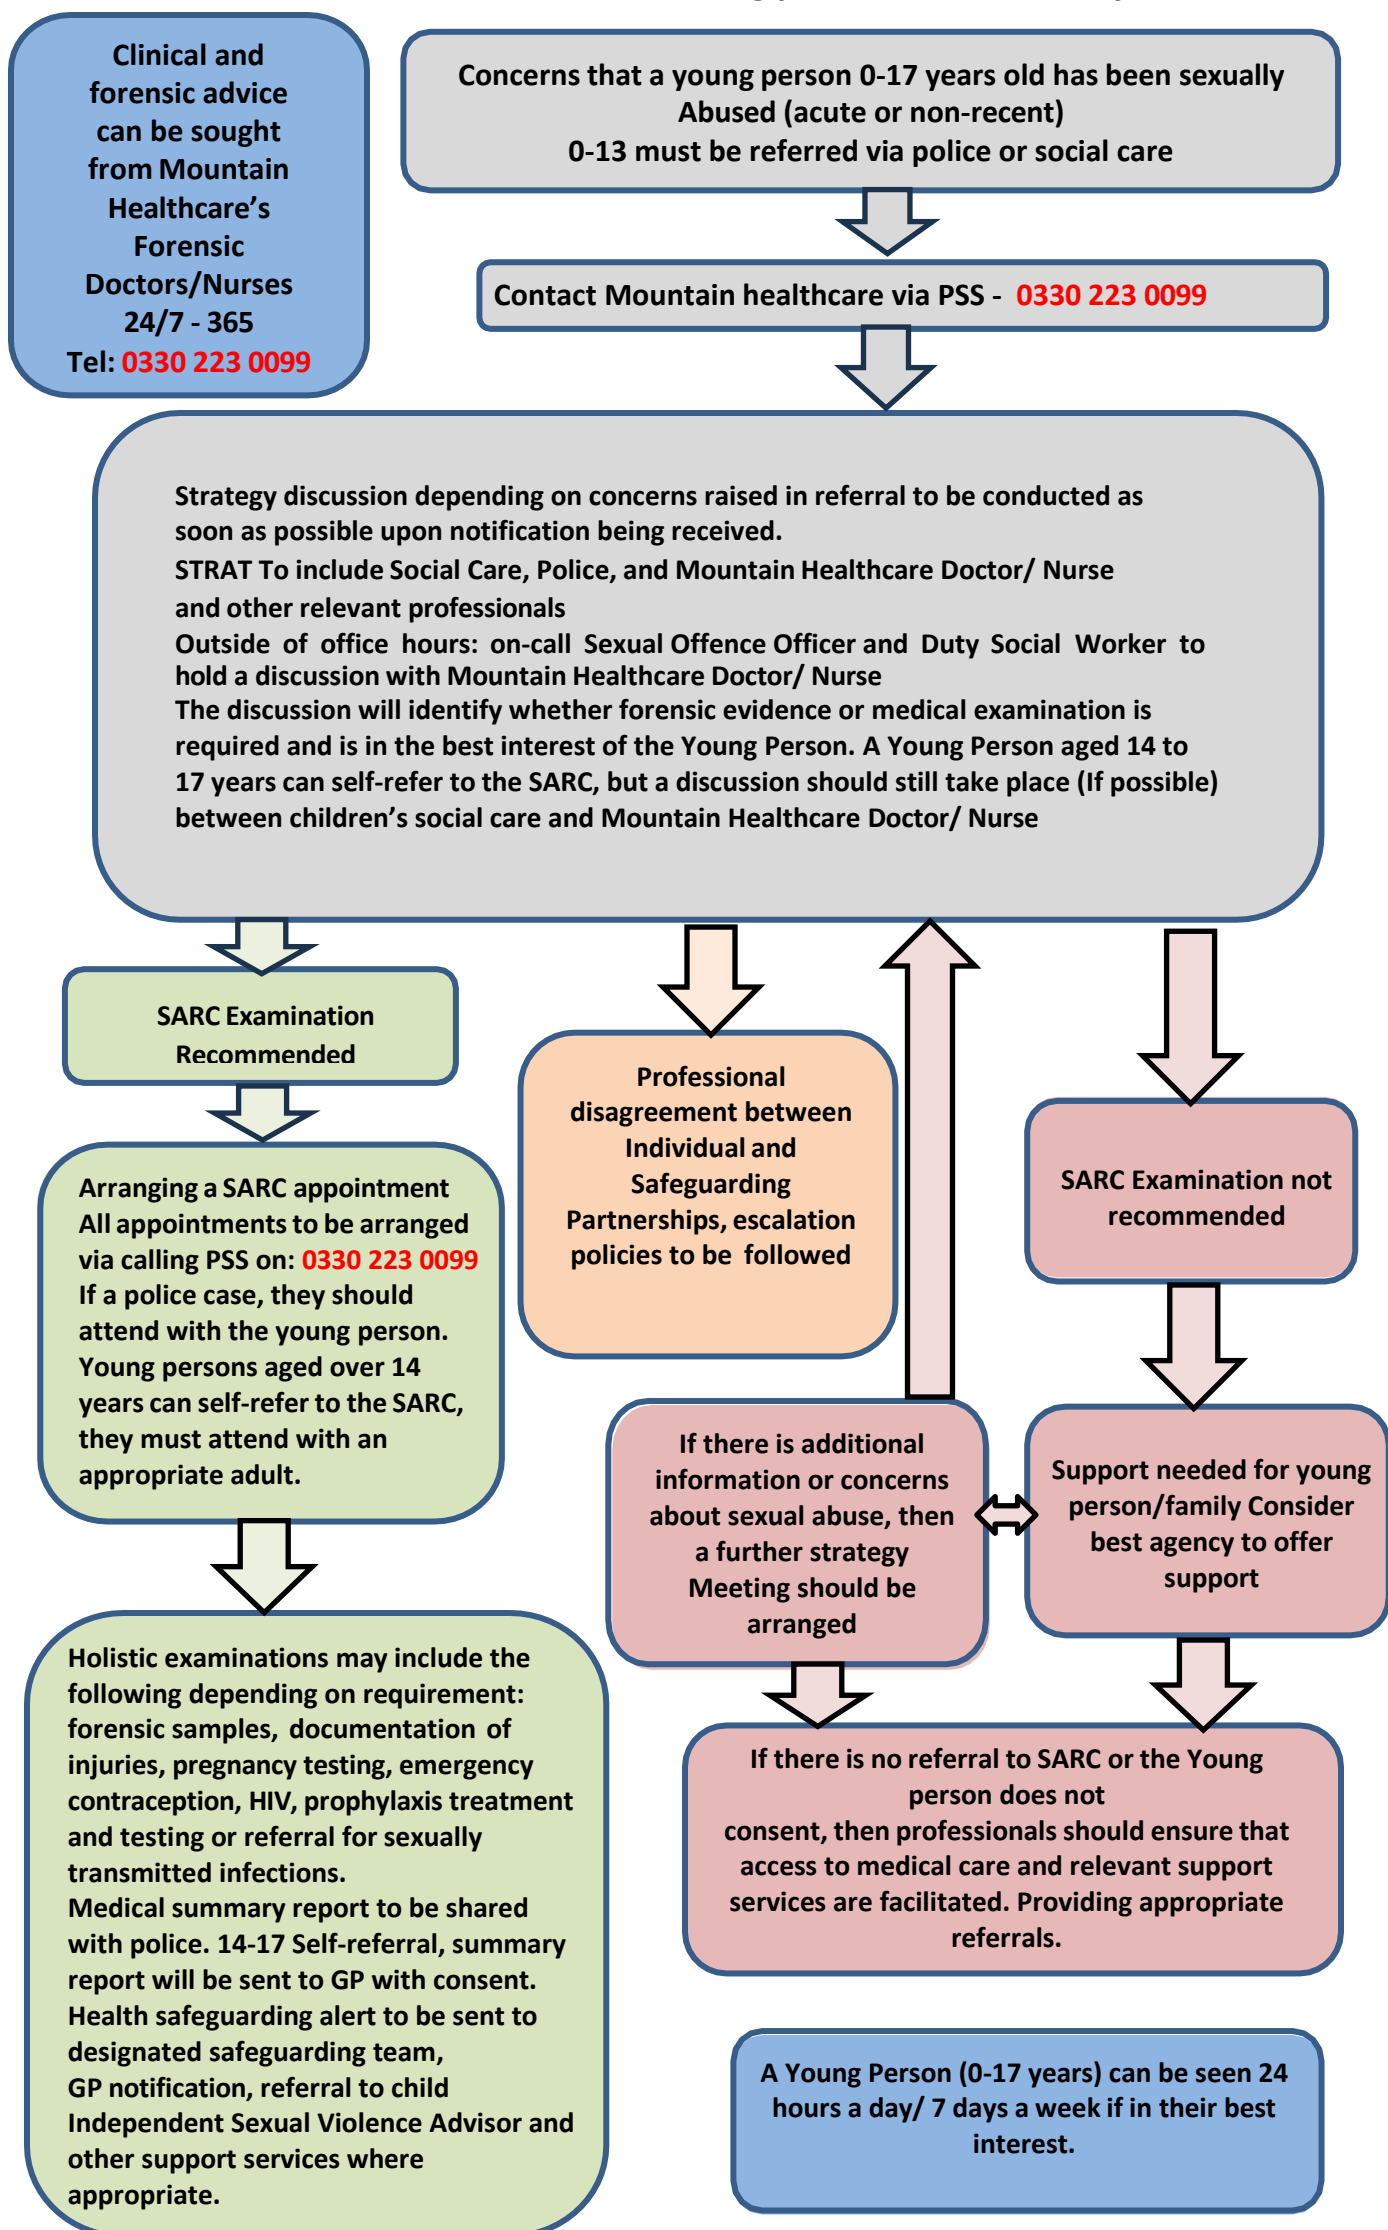 Clinical and
forensic advice
can be sought
from Mountain
Healthcare’s
Forensic
Doctors/Nurses
24/7 - 365
Tel: 0330 223 0099
Concerns that a young person 0-17 years old has been sexually
Abused (acute or non-recent)
0-13 must be referred via police or social care
Contact Mountain healthcare via PSS - 0330 223 0099
Strategy discussion depending on concerns raised in referral to be conducted as
soon as possible upon notification being received.
STRAT To include Social Care, Police, and Mountain Healthcare Doctor/ Nurse
and other relevant professionals
Outside of office hours: on-call Sexual Offence Officer and Duty Social Worker to
hold a discussion with Mountain Healthcare Doctor/ Nurse
The discussion will identify whether forensic evidence or medical examination is
required and is in the best interest of the Young Person. A Young Person aged 14 to
17 years can self-refer to the SARC, but a discussion should still take place (If possible)
between children’s social care and Mountain Healthcare Doctor/ Nurse
SARC Examination
Recommended
Arranging a SARC appointment
All appointments to be arranged
via calling PSS on: 0330 223 0099
If a police case, they should
attend with the young person.
Young persons aged over 14
years can self-refer to the SARC,
they must attend with an
appropriate adult.
Holistic examinations may include the
following depending on requirement:
forensic samples, documentation of
injuries, pregnancy testing, emergency
contraception, HIV, prophylaxis treatment
and testing or referral for sexually
transmitted infections.
Medical summary report to be shared
with police. 14-17 Self-referral, summary
report will be sent to GP with consent.
Health safeguarding alert to be sent to
designated safeguarding team,
GP notification, referral to child
Independent Sexual Violence Advisor and
other support services where
appropriate.
Professional
disagreement between
Individual and
Safeguarding
Partnerships, escalation
policies to be followed
SARC Examination not
recommended
If there is additional
information or concerns
about sexual abuse, then
a further strategy
Meeting should be
arranged
Support needed for young
person/family Consider
best agency to offer
support
If there is no referral to SARC or the Young
person does not
consent, then professionals should ensure that
access to medical care and relevant support
services are facilitated. Providing appropriate
referrals.
A Young Person (0-17 years) can be seen 24
hours a day/ 7 days a week if in their best
interest.